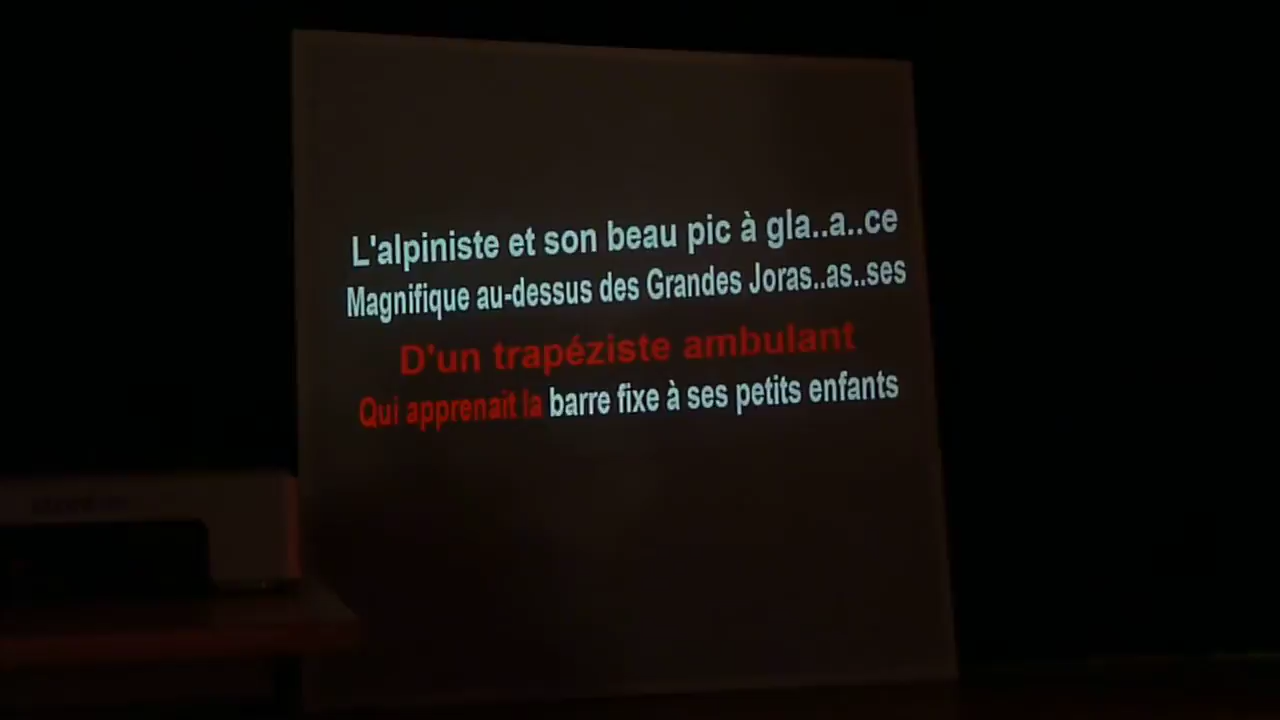 L'alpiniste et son beau pic à gla..a..ce
Magnifique au-dessus des Grandes Joras..as..ses
D'un trapéziste ambulant
Qui apprenaît la barre fixe à ses petits enfants